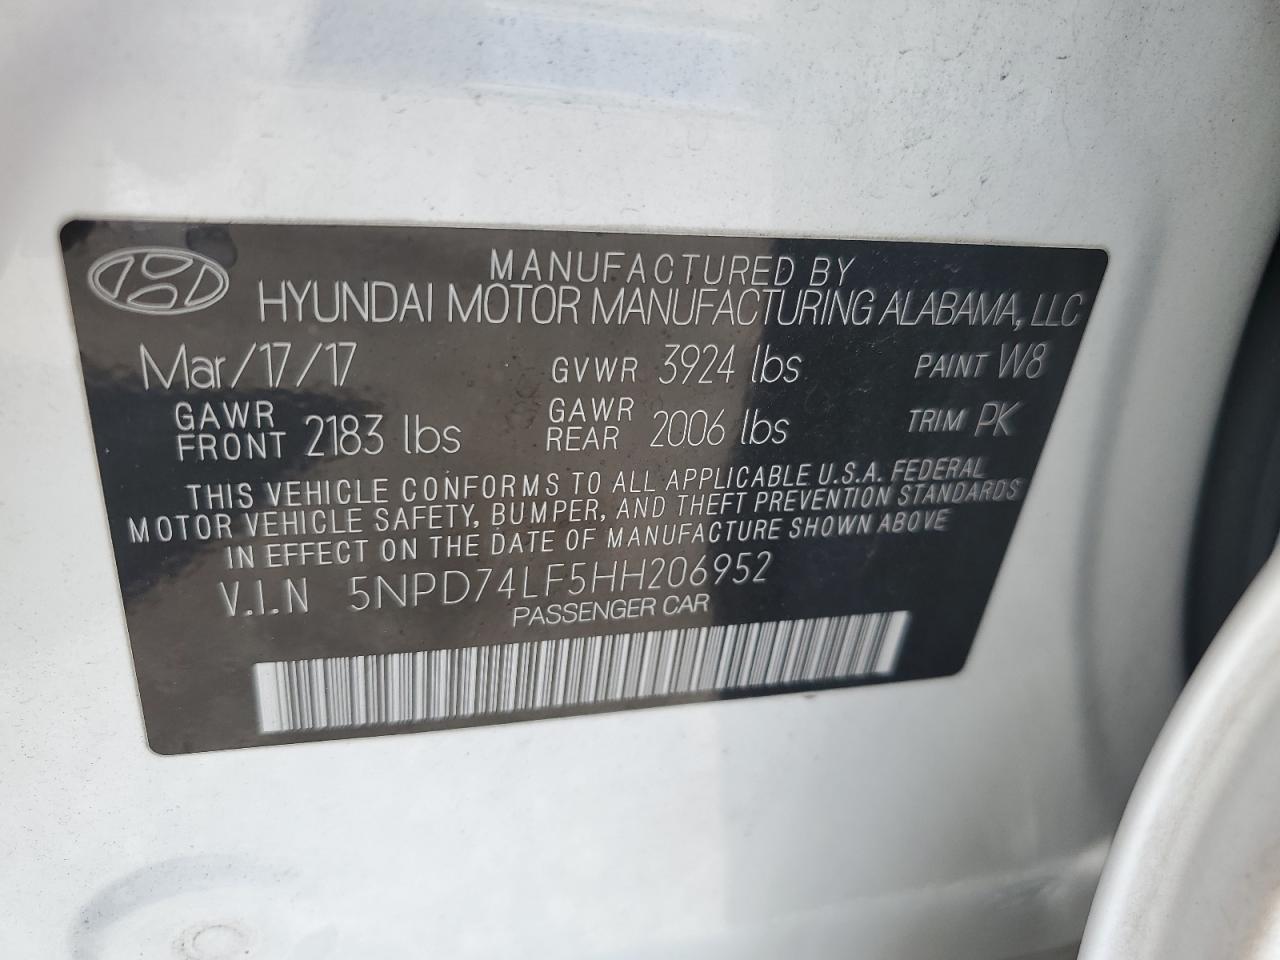 MANUFACTURED BY
HYUNDAI MOTOR MANUFACTURING ALABAMA, LLC
Mar/17/17 GVWR 3924 lbs PAINT W8
GAWR FRONT 2183 lbs GAWR REAR 2006 lbs TRIM PK
THIS VEHICLE CONFORMS TO ALL APPLICABLE U.S.A. FEDERAL
MOTOR VEHICLE SAFETY, BUMPER, AND THEFT PREVENTION STANDARDS
IN EFFECT ON THE DATE OF MANUFACTURE SHOWN ABOVE
V.I.N 5NPD74LF5HH206952
PASSENGER CAR